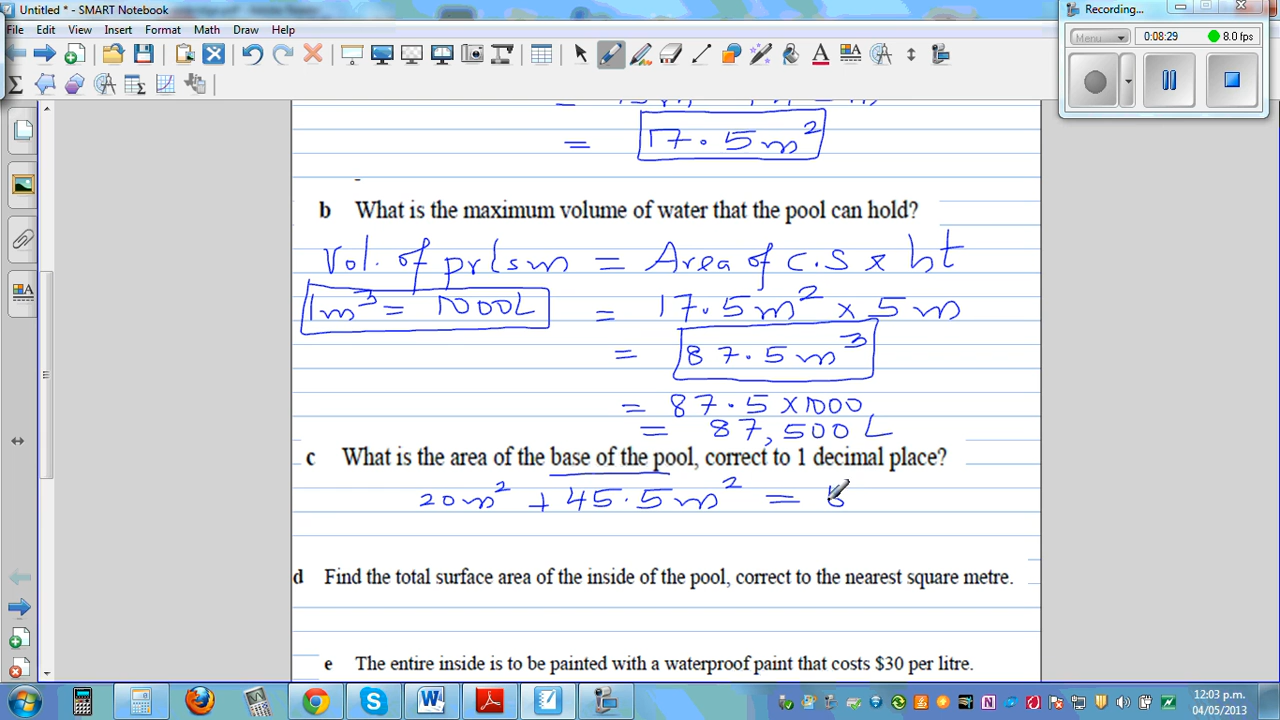 Untitled * - SMART Notebook
Recording...
File Edit View Insert Format Math Draw Help
Menu
0:08:29
8.0 fps
= 17.5m²
b What is the maximum volume of water that the pool can hold?
Vol. of prism = Area of C.S x ht
1m³ = 1000L = 17.5m² x 5m
= 87.5m³
= 87.5 x 1000
= 87,500 L
c What is the area of the base of the pool, correct to 1 decimal place?
20m² + 45.5m² =
d Find the total surface area of the inside of the pool, correct to the nearest square metre.
e The entire inside is to be painted with a waterproof paint that costs $30 per litre.
12:03 p.m.
04/05/2013